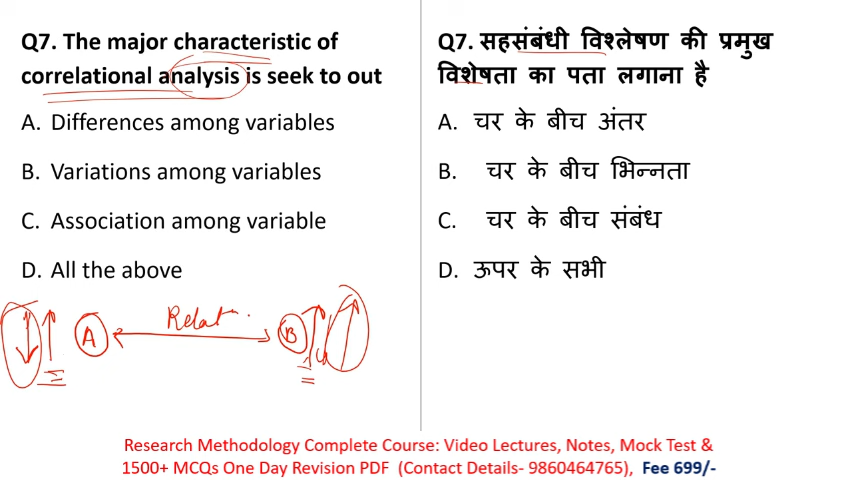 Q7. The major characteristic of
correlational analysis is seek to out
A. Differences among variables
B. Variations among variables
C. Association among variable
D. All the above
A
Relat
B
Q7. सहसंबंधी विश्लेषण की प्रमुख
विशेषता का पता लगाना है
A. चर के बीच अंतर
B. चर के बीच भिन्नता
C. चर के बीच संबंध
D. ऊपर के सभी
Research Methodology Complete Course: Video Lectures, Notes, Mock Test &
1500+ MCQs One Day Revision PDF (Contact Details- 9860464765), Fee 699/-